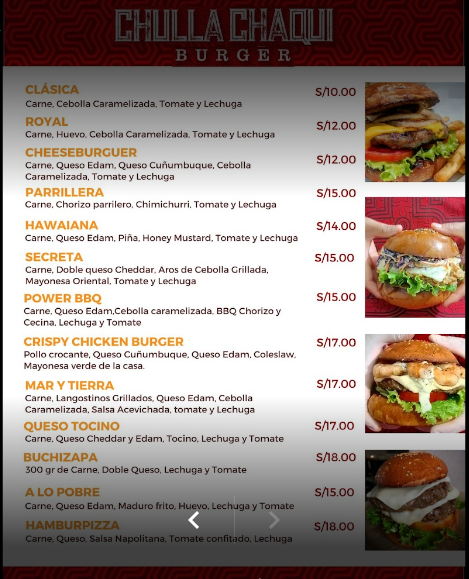 CHULLA CHAQUI
BURGER
CLÁSICA S/10.00
Carne, Cebolla Caramelizada, Tomate y Lechuga
ROYAL S/12.00
Carne, Huevo, Cebolla Caramelizada, Tomate y Lechuga
CHEESEBURGUER S/12.00
Carne, Queso Edam, Queso Cuñumbuque, Cebolla
Caramelizada, Tomate y Lechuga
PARRILLERA S/15.00
Carne, Chorizo parrilero, Chimichurri, Tomate y Lechuga
HAWAIANA S/14.00
Carne, Queso Edam, Piña, Honey Mustard, Tomate y Lechuga
SECRETA S/15.00
Carne, Doble queso Cheddar, Aros de Cebolla Grillada,
Mayonesa Oriental, Tomate y Lechuga
POWER BBQ S/15.00
Carne, Queso Edam,Cebolla caramelizada, BBQ Chorizo y
Cecina, Lechuga y Tomate
CRISPY CHICKEN BURGER S/17.00
Pollo crocante, Queso Cuñumbuque, Queso Edam, Coleslaw,
Mayonesa verde de la casa.
MAR Y TIERRA S/17.00
Carne, Langostinos Grillados, Queso Edam, Cebolla
Caramelizada, Salsa Acevichada, tomate y Lechuga
QUESO TOCINO S/17.00
Carne, Queso Cheddar y Edam, Tocino, Lechuga y Tomate
BUCHIZAPA S/18.00
300 gr de Carne, Doble Queso, Lechuga y Tomate
A LO POBRE S/15.00
Carne, Queso Edam, Maduro frito, Huevo, Lechuga y Tomate
HAMBURPIZZA S/18.00
Carne, Queso, Salsa Napolitana, Tomate confitado, Lechuga